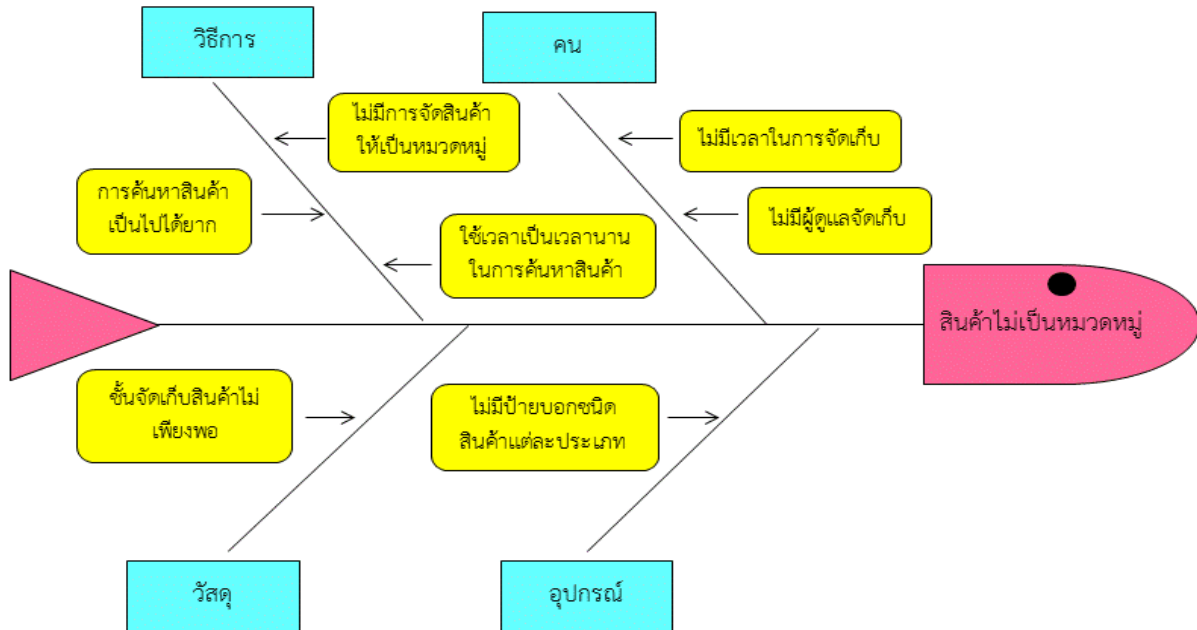 วิธีการ
คน
ไม่มีการจัดสินค้า
ให้เป็นหมวดหมู่
ไม่มีเวลาในการจัดเก็บ
การค้นหาสินค้า
เป็นไปได้ยาก
ไม่มีผู้ดูแลจัดเก็บ
ใช้เวลาเป็นเวลานาน
ในการค้นหาสินค้า
สินค้าไม่เป็นหมวดหมู่
ชั้นจัดเก็บสินค้าไม่
เพียงพอ
ไม่มีป้ายบอกชนิด
สินค้าแต่ละประเภท
วัสดุ
อุปกรณ์